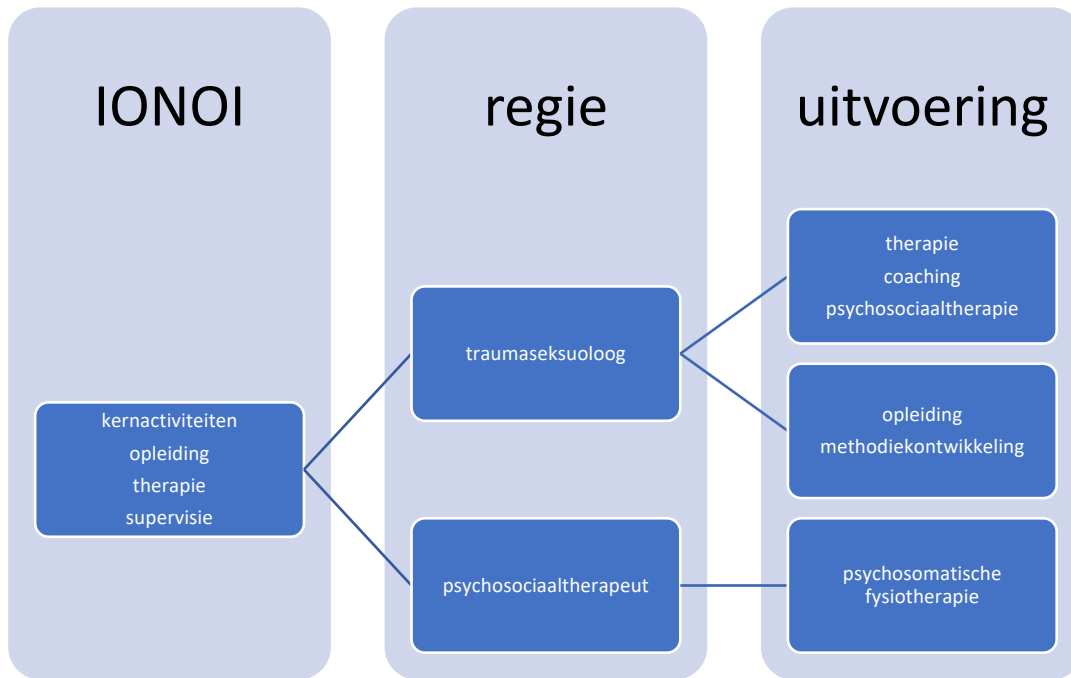 IONOI
regie
uitvoering
kernactiviteiten
opleiding
therapie
supervisie
traumaseksuoloog
psychosociaaltherapeut
therapie
coaching
psychosociaaltherapie
opleiding
methodiekontwikkeling
psychosomatische
fysiotherapie